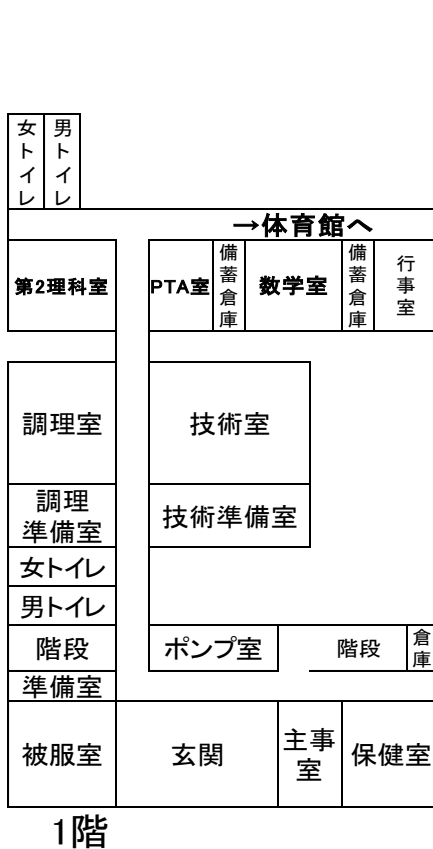 女トイレ
男トイレ
→体育館へ
第2理科室
PTA室
備蓄倉庫
数学室
備蓄倉庫
行事室
調理室
技術室
調理
準備室
技術準備室
女トイレ
男トイレ
階段
ポンプ室
階段
倉庫
準備室
被服室
玄関
主事
室
保健室
1階